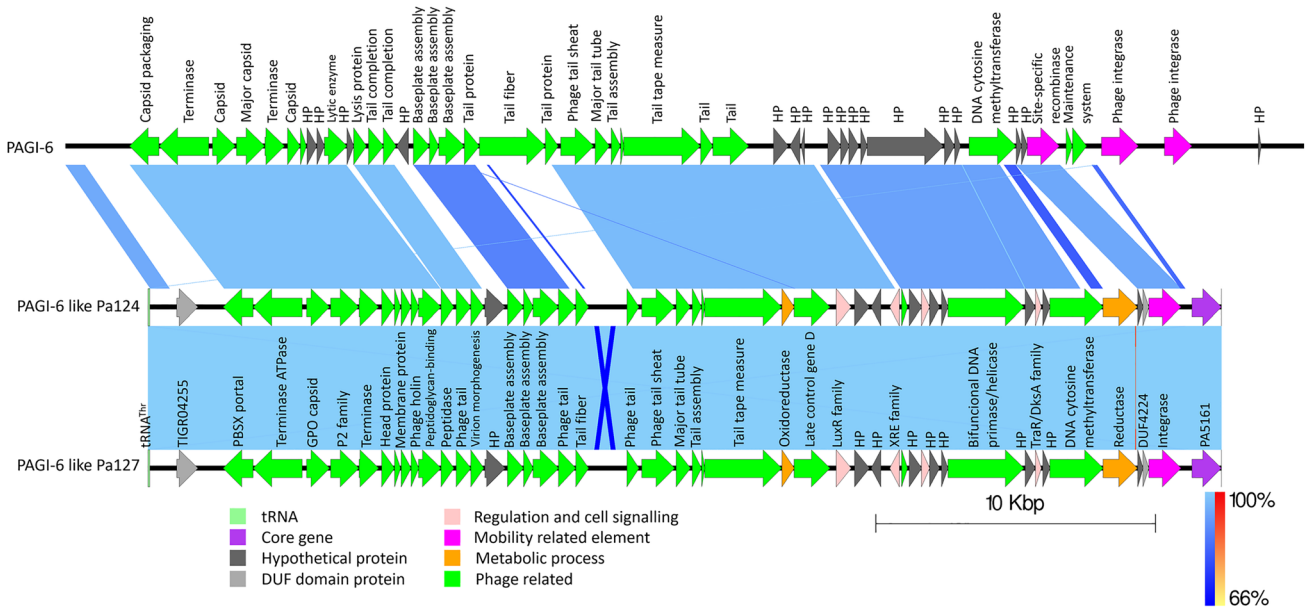 Capsid packaging
Terminase
Capsid
Major capsid
Terminase
Capsid
HP
HP
Lytic enzyme
HP
Lysis protein
Tail completion
Tail completion
HP
Baseplate assembly
Baseplate assembly
Baseplate assembly
Tail protein
Tail fiber
Tail protein
Phage tail sheat
Major tail tube
Tail assembly
Tail tape measure
Tail
Tail
HP
HP
HP
HP
HP
HP
HP
HP
HP
HP
DNA cytosine
methyltransferase
HP
HP
Site-specific
recombinase
Maintenance
system
Phage integrase
Phage integrase
HP
PAGI-6
PAGI-6 like Pa124
tRNAThr
TIGR04255
PBSX portal
Terminase ATPase
GPO capsid
P2 family
Terminase
Head protein
Membrane protein
Phage holin
Peptidoglycan-binding
Peptidase
Phage tail
Virion morphogenesis
HP
Baseplate assembly
Baseplate assembly
Baseplate assembly
Phage tail
Tail fiber
Phage tail
Phage tail sheat
Major tail tube
Tail assembly
Tail tape measure
Oxidoreductase
Late control gene D
LuxR family
HP
HP
XRE family
HP
HP
HP
HP
Bifuncional DNA
primase/helicase
HP
TraR/DksA family
HP
DNA cytosine
methyltransferase
Reductase
DUF4224
Integrase
PA5161
PAGI-6 like Pa127
10 Kbp
tRNA
Core gene
Hypothetical protein
DUF domain protein
Regulation and cell signalling
Mobility related element
Metabolic process
Phage related
100%
66%